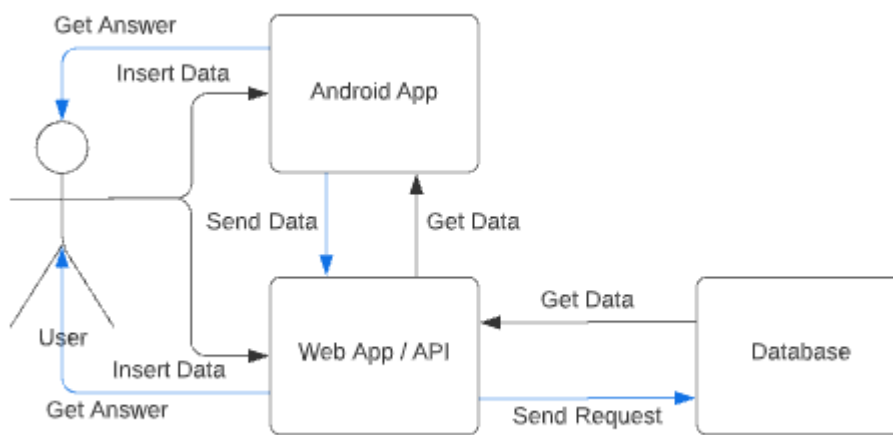 Get Answer
Insert Data
Android App
Send Data
Get Data
Get Data
User
Web App / API
Database
Insert Data
Get Answer
Send Request